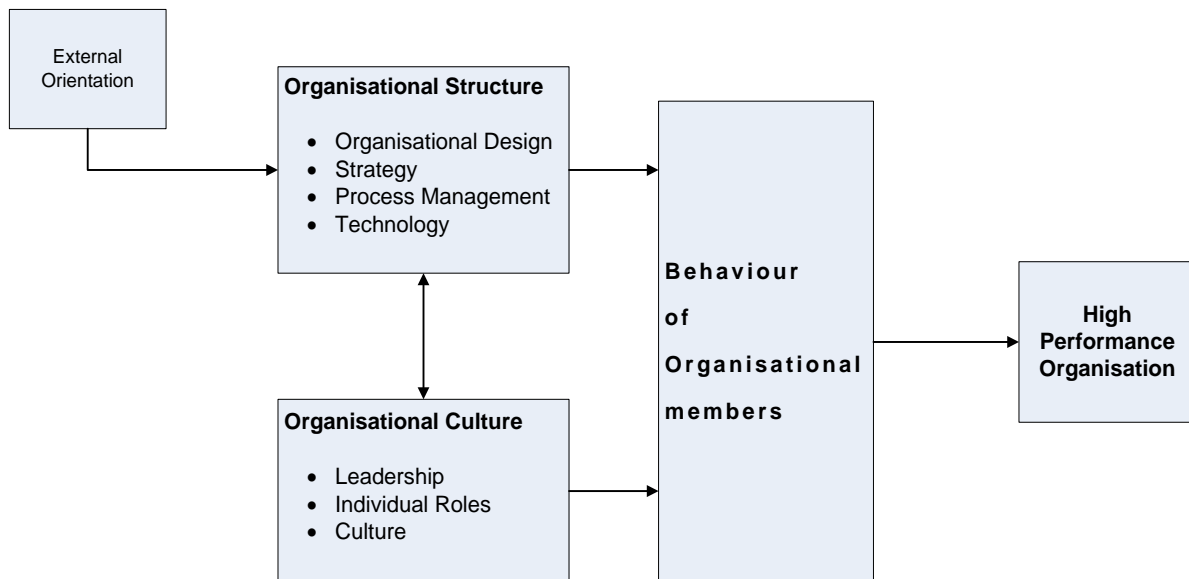 External
Orientation
Organisational Structure
• Organisational Design
• Strategy
• Process Management
• Technology
Organisational Culture
• Leadership
• Individual Roles
• Culture
Behaviour
of
Organisational
members
High
Performance
Organisation